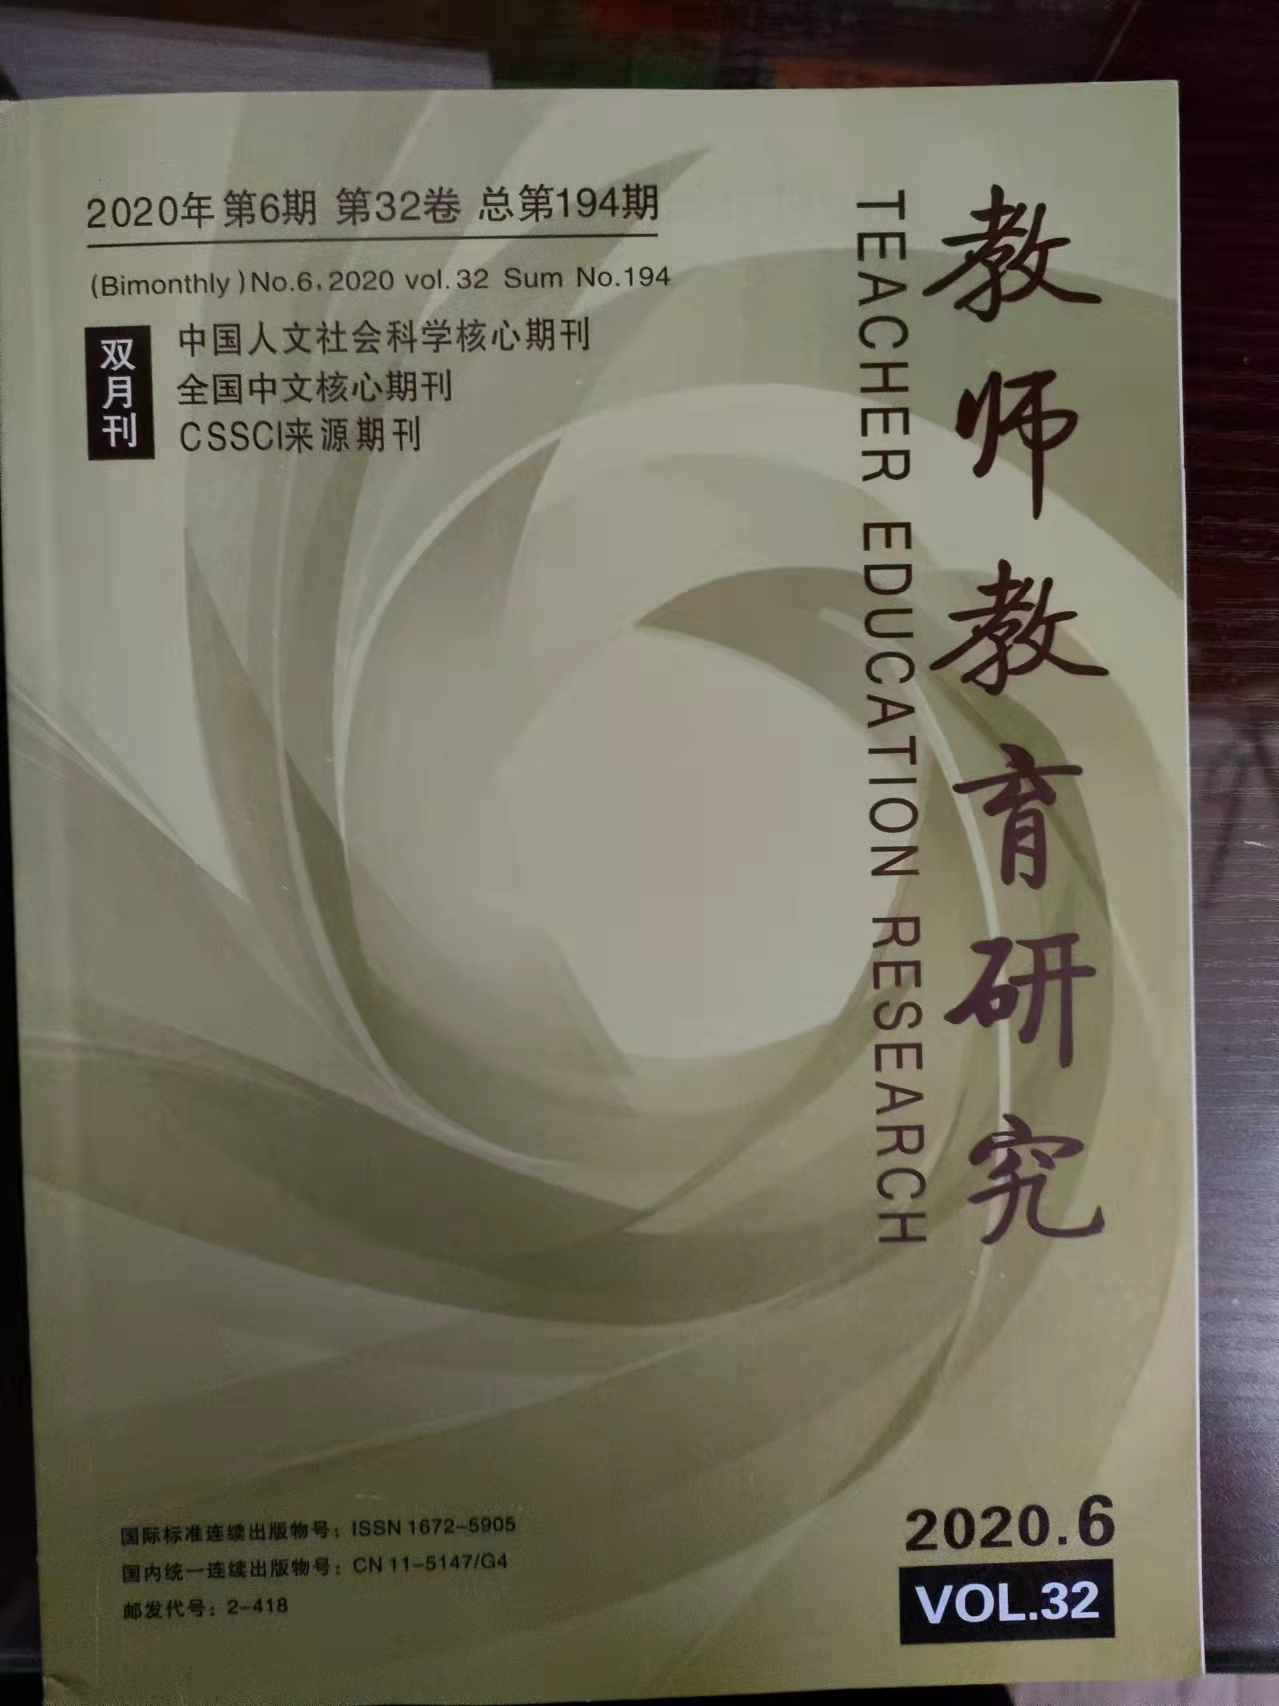 2020年第6期 第32卷 总第194期
(Bimonthly)No.6,2020 vol.32 Sum No.194
双月刊
中国人文社会科学核心期刊
全国中文核心期刊
CSSCI来源期刊
教师教育研究
TEACHER EDUCATION RESEARCH
国际标准连续出版物号：ISSN 1672-5905
国内统一连续出版物号：CN 11-5147/G4
邮发代号：2-418
2020.6
VOL.32